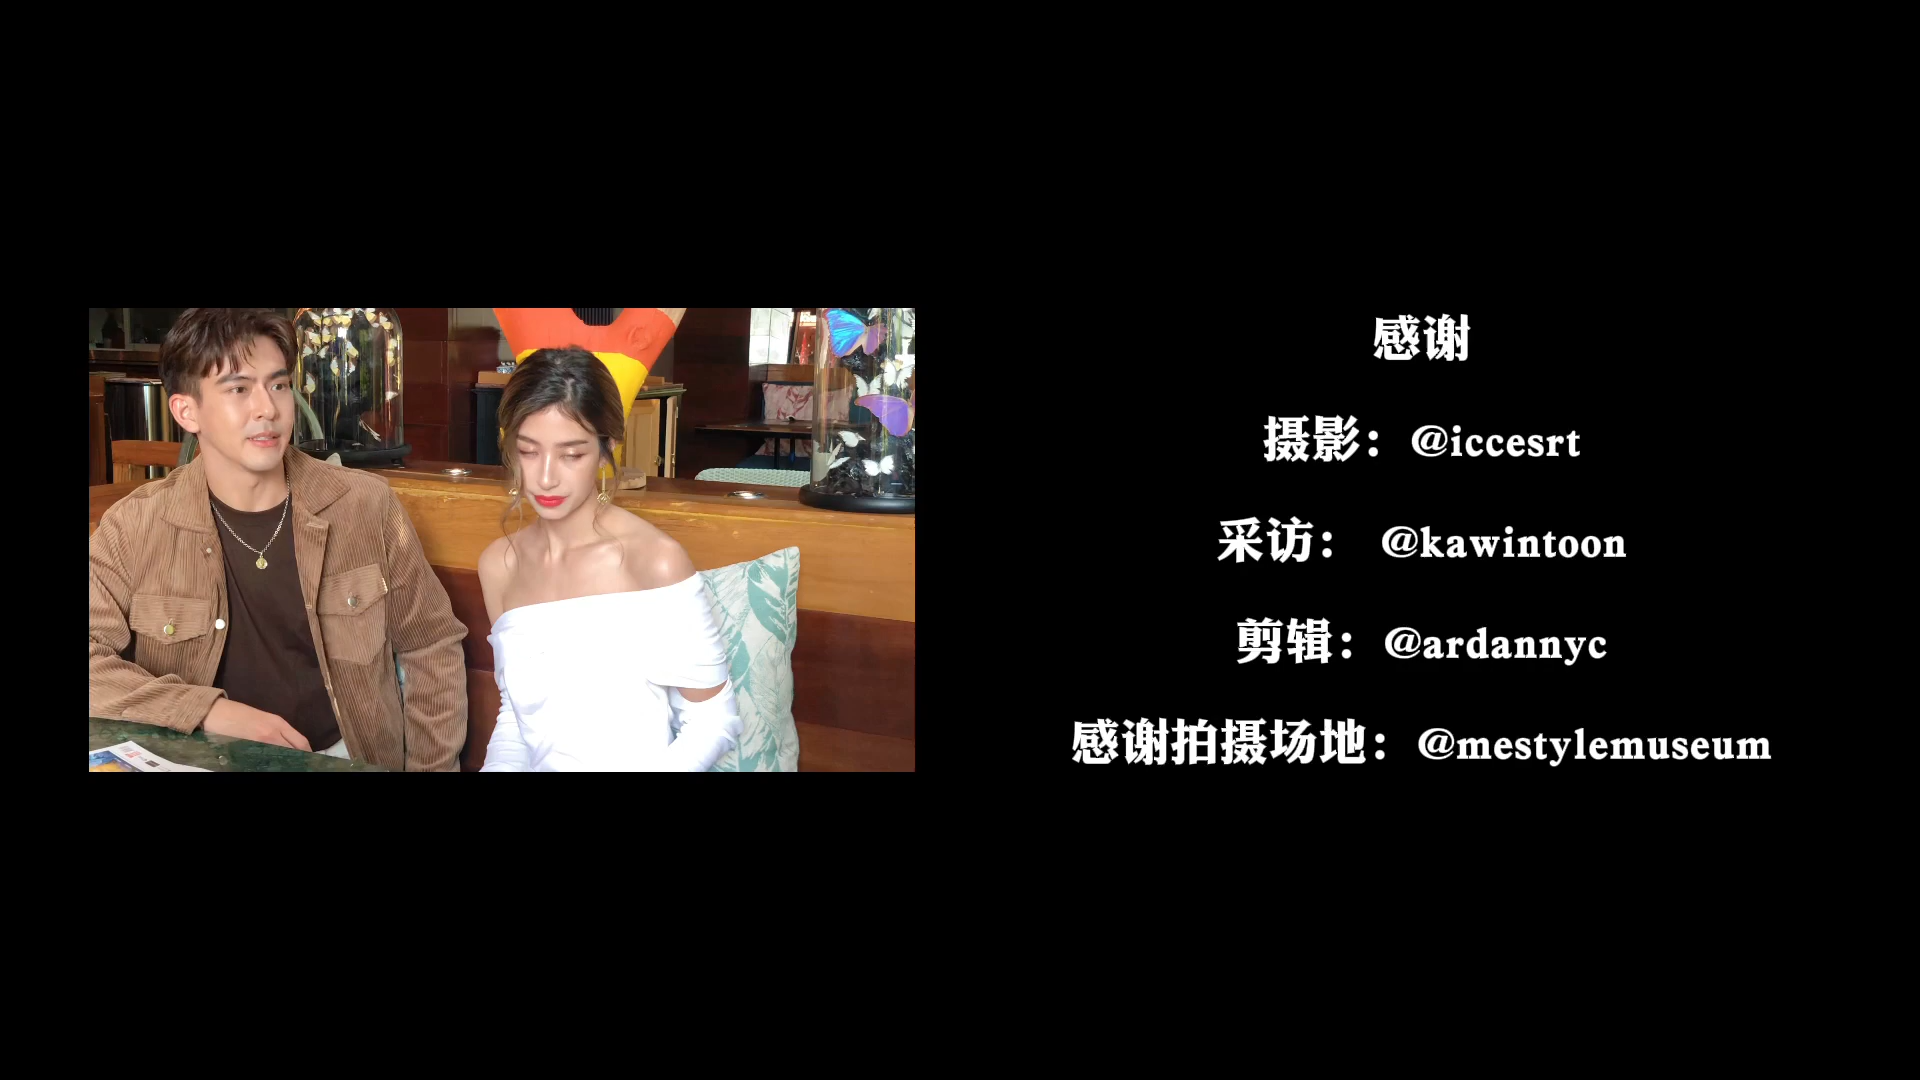 感谢
摄影：@iccesrt
采访： @kawintoon
剪辑：@ardannyc
感谢拍摄场地：@mestylemuseum